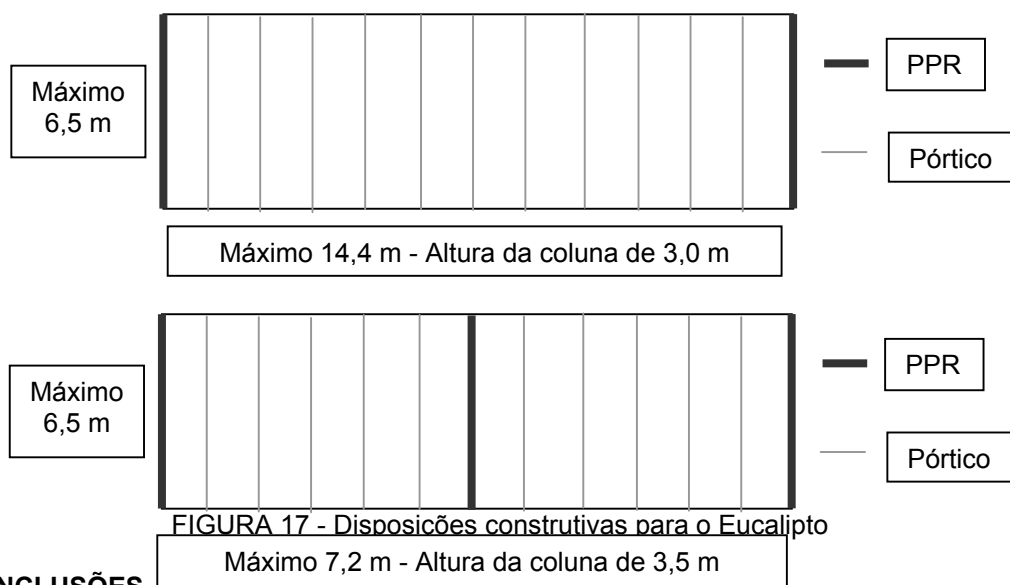 Máximo
6,5 m
PPR
Pórtico
Máximo 14,4 m - Altura da coluna de 3,0 m
Máximo
6,5 m
PPR
Pórtico
FIGURA 17 - Disposições construtivas para o Eucalipto
Máximo 7,2 m - Altura da coluna de 3,5 m
NCLUSÕES